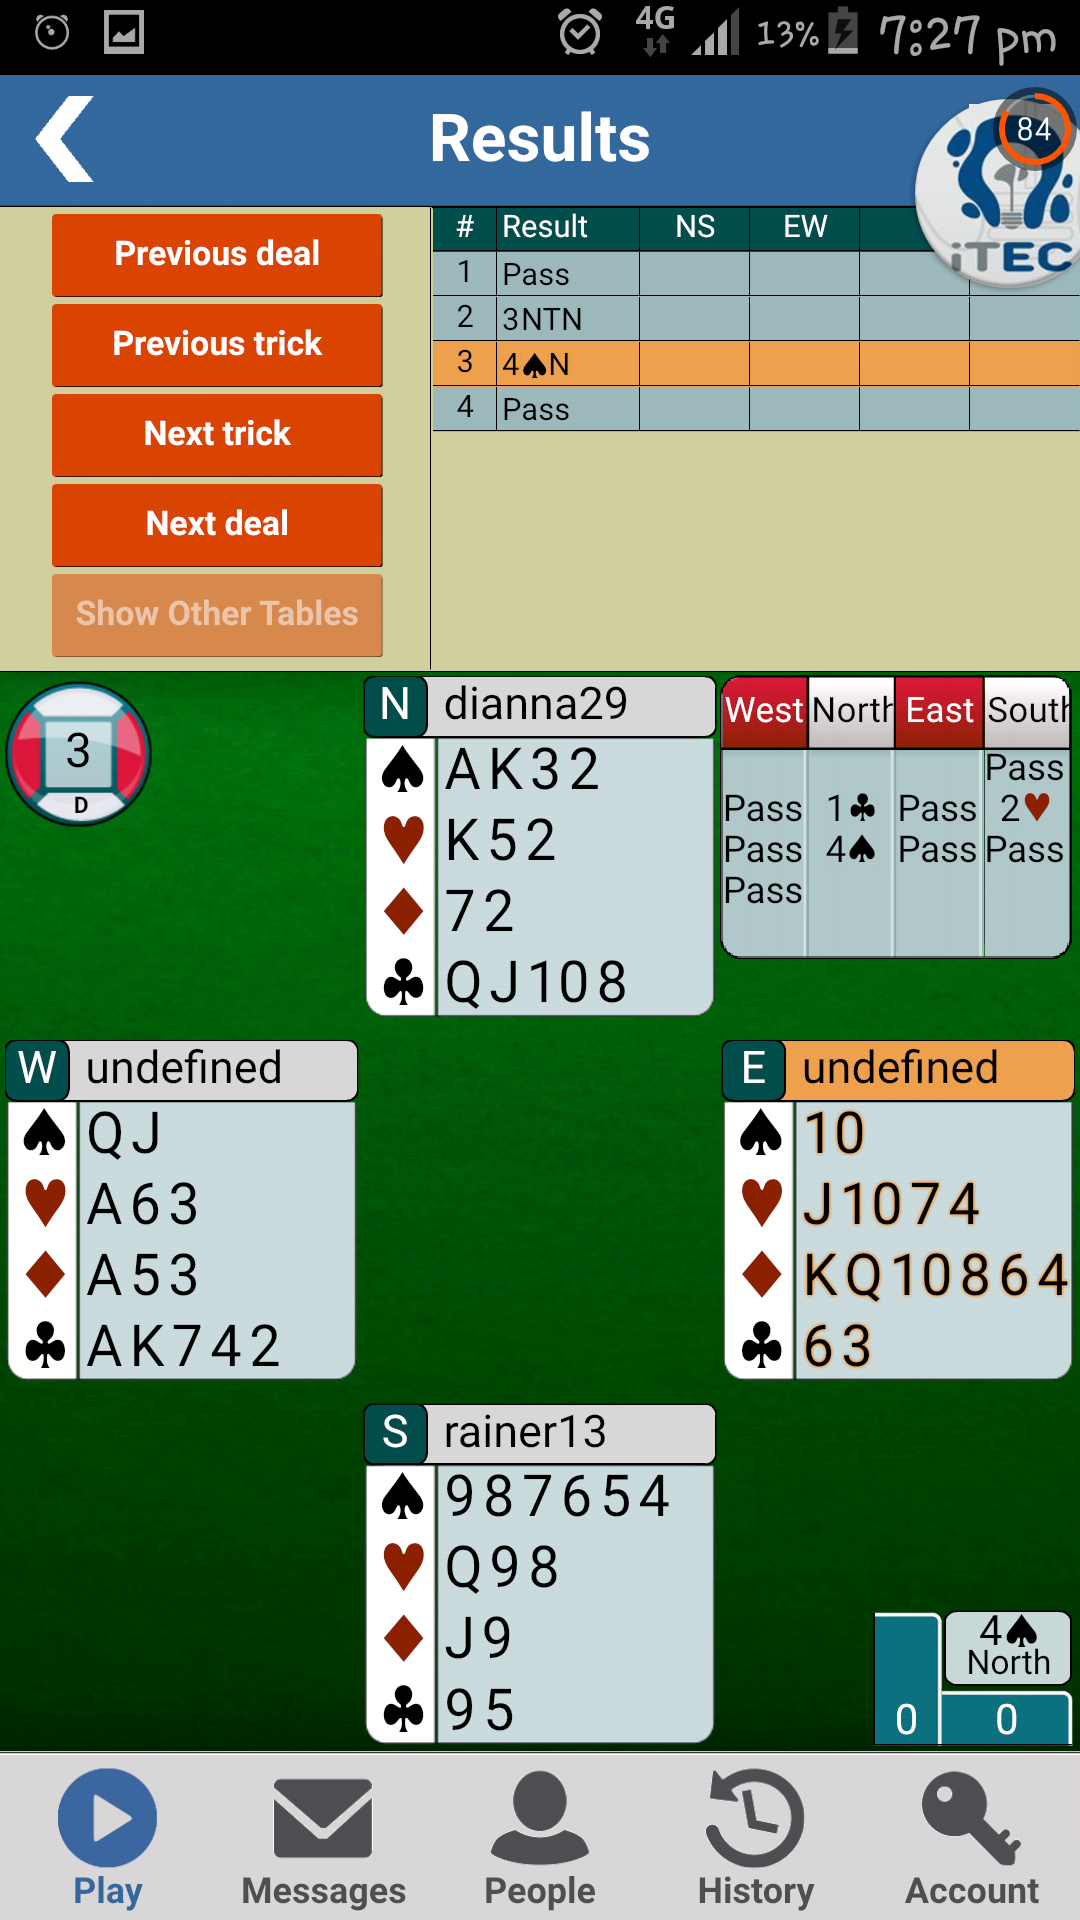 4G 13% 7:27 pm
Results
84
iTEC
Previous deal
Previous trick
Next trick
Next deal
Show Other Tables
# Result NS EW
1 Pass
2 3NTN
3 4♠N
4 Pass
3
D
N dianna29
♠ AK32
♥ K52
♦ 72
♣ QJ108
West North East South
Pass
Pass 1♣ Pass 2♥
Pass 4♠ Pass Pass
Pass
W undefined
♠ QJ
♥ A63
♦ A53
♣ AK742
E undefined
♠ 10
♥ J1074
♦ KQ10864
♣ 63
S rainer13
♠ 987654
♥ Q98
♦ J9
♣ 95
4♠
North
0 0
Play Messages People History Account